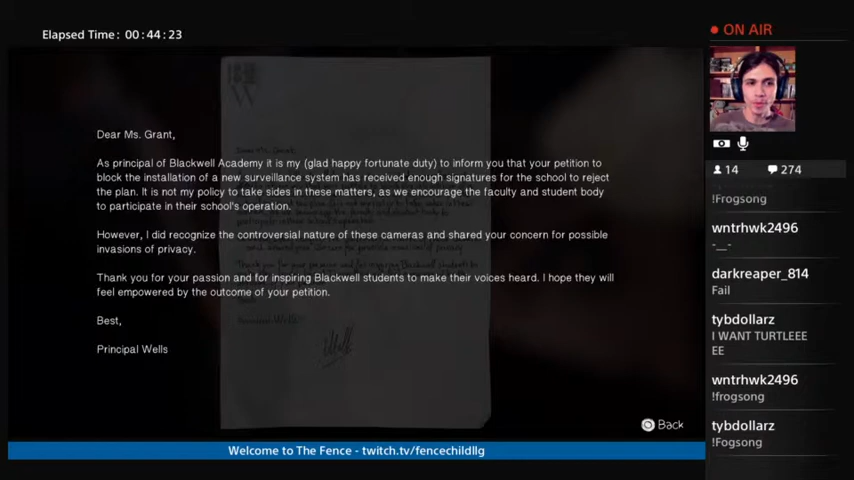 Elapsed Time: 00:44:23
Dear Ms. Grant,
As principal of Blackwell Academy it is my (glad happy fortunate duty) to inform you that your petition to
block the installation of a new surveillance system has received enough signatures for the school to reject
the plan. It is not my policy to take sides in these matters, as we encourage the faculty and student body
to participate in their school's operation.
However, I did recognize the controversial nature of these cameras and shared your concern for possible
invasions of privacy.
Thank you for your passion and for inspiring Blackwell students to make their voices heard. I hope they will
feel empowered by the outcome of your petition.
Best,
Principal Wells
Back
Welcome to The Fence - twitch.tv/fencechildllg
ON AIR
14
274
!Frogsong
wntrhwk2496
-__-
darkreaper_814
Fail
tybdollarz
I WANT TURTLEEE
EE
wntrhwk2496
!frogsong
tybdollarz
!Fogsong